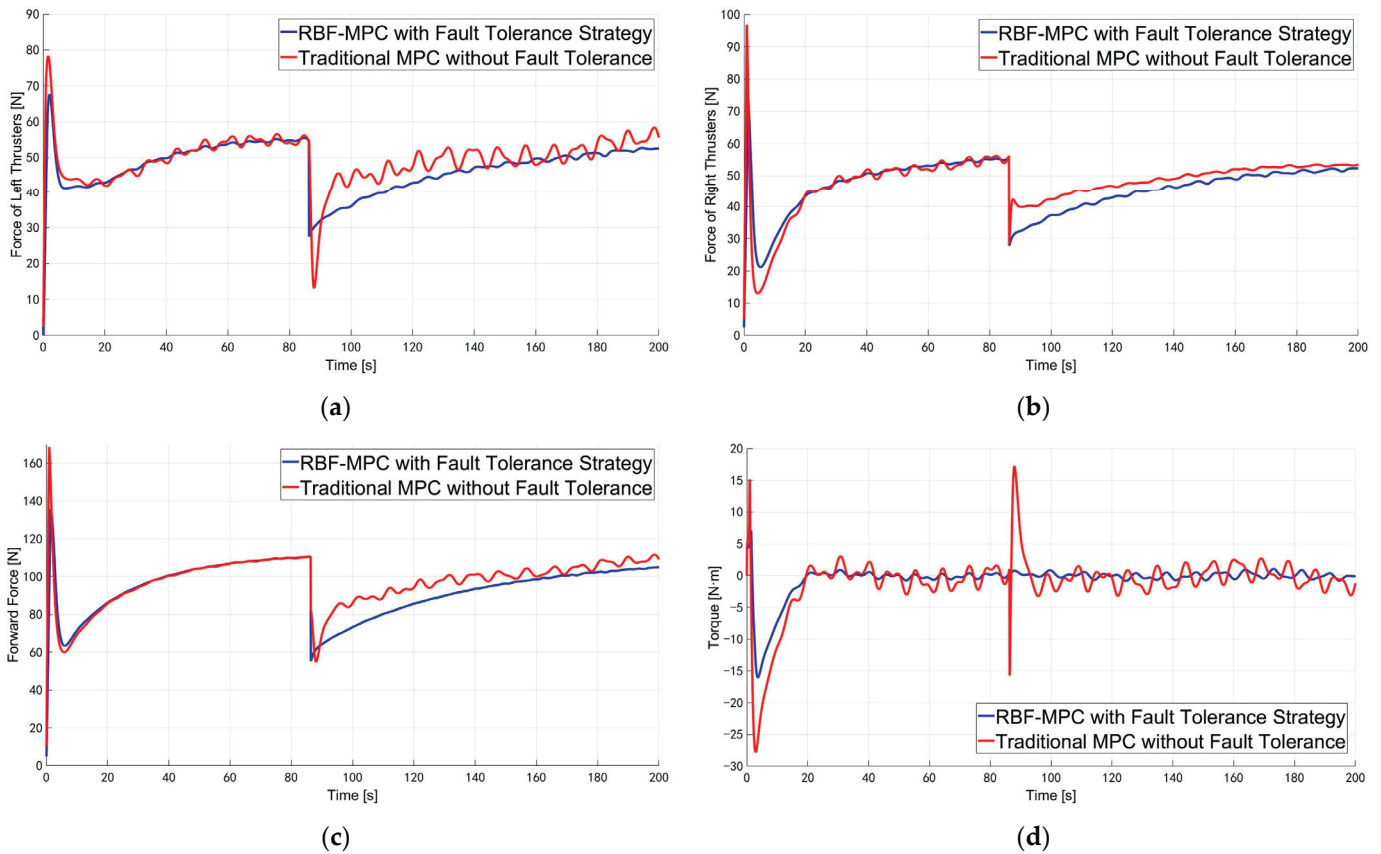 90
80
70
60
50
40
30
20
10
0
Force of Left Thrusters [N]
RBF-MPC with Fault Tolerance Strategy
Traditional MPC without Fault Tolerance
0 20 40 60 80 100 120 140 160 180 200
Time [s]
(a)
100
90
80
70
60
50
40
30
20
10
0
Force of Right Thrusters [N]
RBF-MPC with Fault Tolerance Strategy
Traditional MPC without Fault Tolerance
0 20 40 60 80 100 120 140 160 180 200
Time [s]
(b)
160
140
120
100
80
60
40
20
0
Forward Force [N]
RBF-MPC with Fault Tolerance Strategy
Traditional MPC without Fault Tolerance
0 20 40 60 80 100 120 140 160 180 200
Time [s]
(c)
20
15
10
5
0
−5
−10
−15
−20
−25
−30
Torque [N·m]
RBF-MPC with Fault Tolerance Strategy
Traditional MPC without Fault Tolerance
0 20 40 60 80 100 120 140 160 180 200
Time [s]
(d)